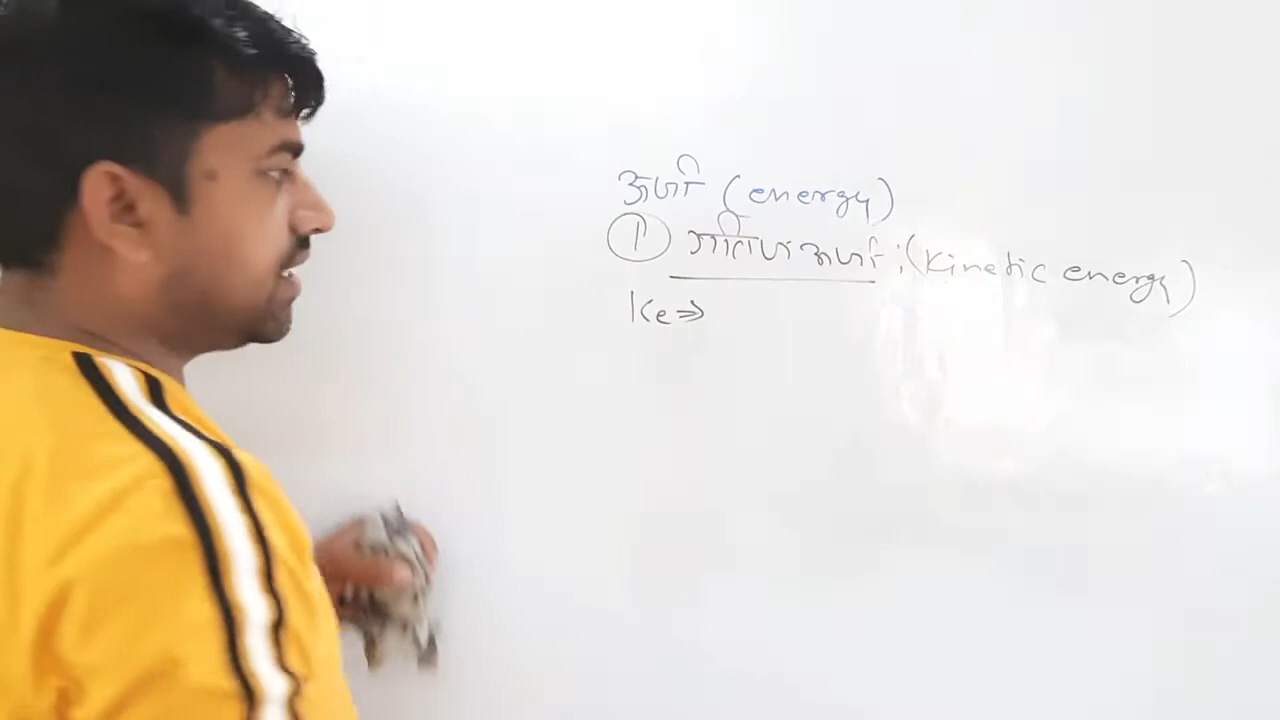 ऊर्जा (energy)
① गतिज ऊर्जा :(Kinetic energy)
Ke⇒